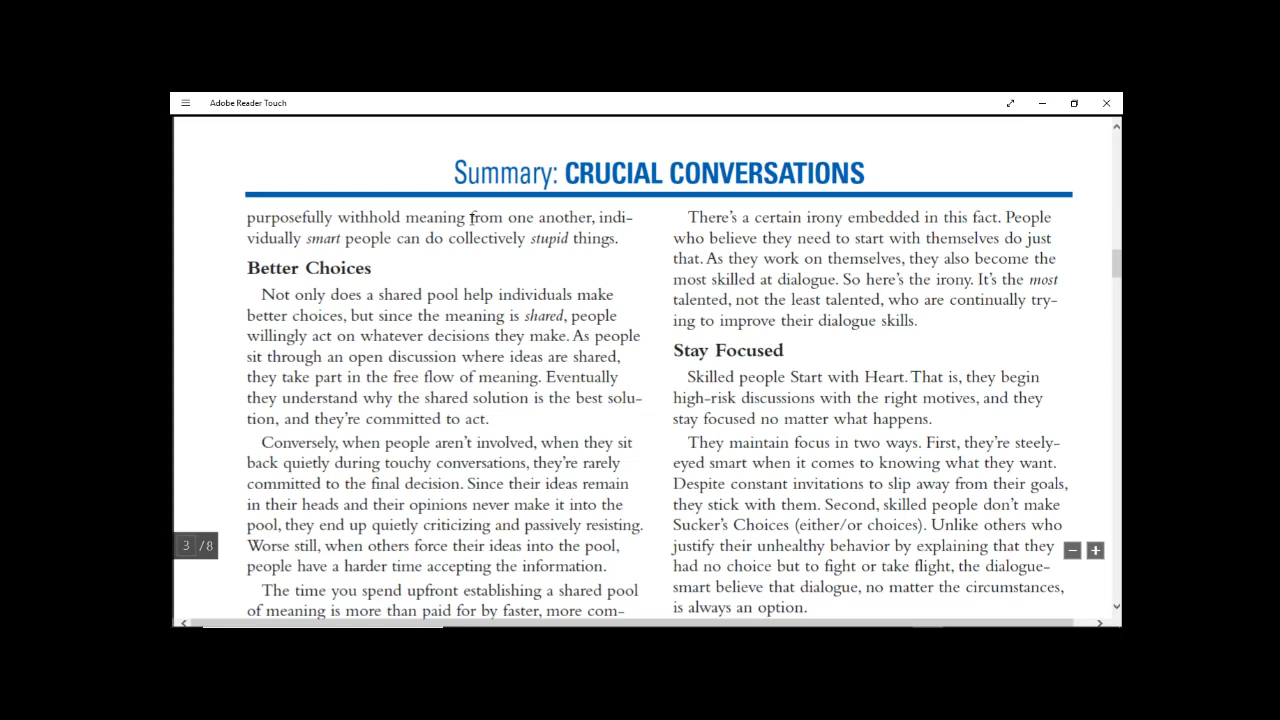 Adobe Reader Touch
Summary: CRUCIAL CONVERSATIONS
purposefully withhold meaning from one another, indi-
vidually smart people can do collectively stupid things.
Better Choices
Not only does a shared pool help individuals make
better choices, but since the meaning is shared, people
willingly act on whatever decisions they make. As people
sit through an open discussion where ideas are shared,
they take part in the free flow of meaning. Eventually
they understand why the shared solution is the best solu-
tion, and they're committed to act.
Conversely, when people aren't involved, when they sit
back quietly during touchy conversations, they're rarely
committed to the final decision. Since their ideas remain
in their heads and their opinions never make it into the
pool, they end up quietly criticizing and passively resisting.
Worse still, when others force their ideas into the pool,
people have a harder time accepting the information.
The time you spend upfront establishing a shared pool
of meaning is more than paid for by faster, more com-
There's a certain irony embedded in this fact. People
who believe they need to start with themselves do just
that. As they work on themselves, they also become the
most skilled at dialogue. So here's the irony. It's the most
talented, not the least talented, who are continually try-
ing to improve their dialogue skills.
Stay Focused
Skilled people Start with Heart. That is, they begin
high-risk discussions with the right motives, and they
stay focused no matter what happens.
They maintain focus in two ways. First, they're steely-
eyed smart when it comes to knowing what they want.
Despite constant invitations to slip away from their goals,
they stick with them. Second, skilled people don't make
Sucker's Choices (either/or choices). Unlike others who
justify their unhealthy behavior by explaining that they
had no choice but to fight or take flight, the dialogue-
smart believe that dialogue, no matter the circumstances,
is always an option.
3 /8